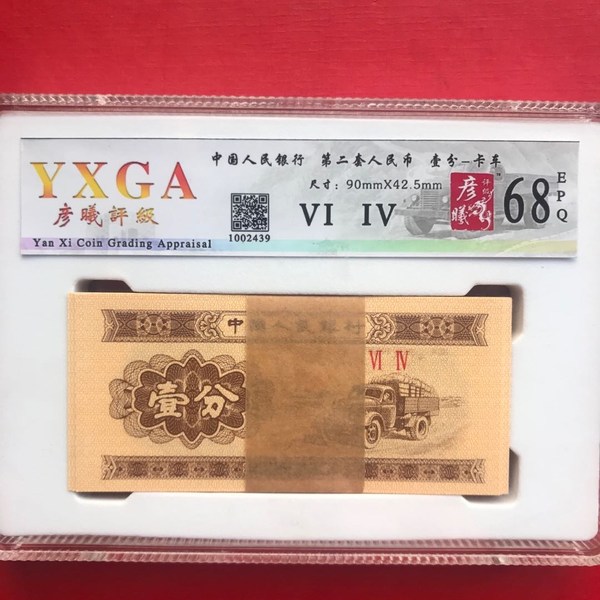 YXGA
彦曦評級
Yan Xi Coin Grading Appraisal
中国人民银行 第二套人民币 壹分-卡车
尺寸：90mmX42.5mm
1002439
VI IV
彦曦
评级
68
EPQ
中国人民银行
壹分
VI IV